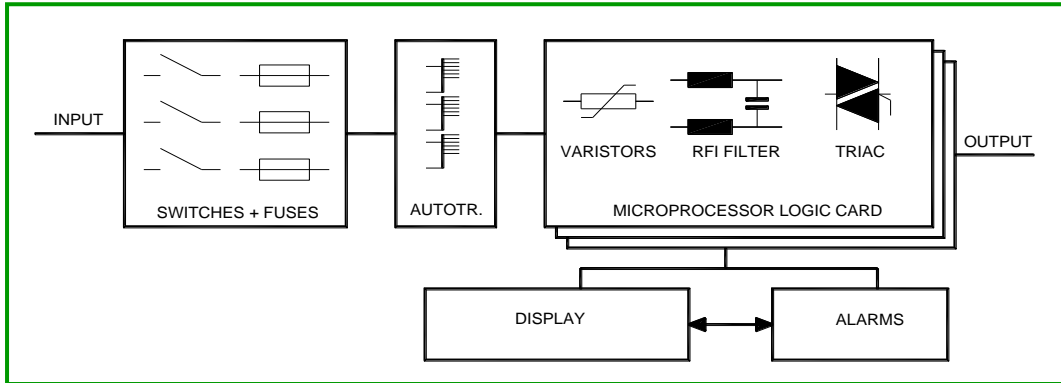 INPUT
SWITCHES + FUSES
AUTOTR.
VARISTORS
RFI FILTER
TRIAC
MICROPROCESSOR LOGIC CARD
OUTPUT
DISPLAY
ALARMS